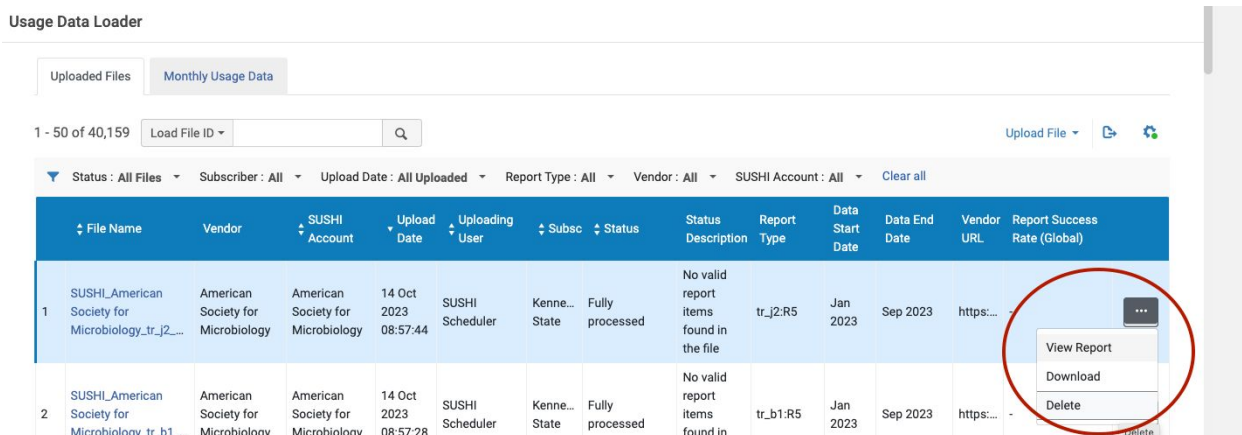 Usage Data Loader
Uploaded Files Monthly Usage Data
1 - 50 of 40,159 Load File ID Upload File
Status : All Files Subscriber : All Upload Date : All Uploaded Report Type : All Vendor : All SUSHI Account : All Clear all
File Name
Vendor
SUSHI
Account
Upload
Date
Uploading
User
Subsc
Status
Status
Description
Report
Type
Data
Start
Date
Data End
Date
Vendor
URL
Report Success
Rate (Global)
1
SUSHI_American
Society for
Microbiology_tr_j2_...
American
Society for
Microbiology
American
Society for
Microbiology
14 Oct
2023
08:57:44
SUSHI
Scheduler
Kenne...
State
Fully
processed
No valid
report
items
found in
the file
tr_j2:R5
Jan
2023
Sep 2023
https:...
-
...
View Report
Download
Delete
2
SUSHI_American
Society for
Microbiology_tr_b1_...
American
Society for
Microbiology
American
Society for
Microbiology
14 Oct
2023
08:57:28
SUSHI
Scheduler
Kenne...
State
Fully
processed
No valid
report
items
found in
tr_b1:R5
Jan
2023
Sep 2023
https:...
-
Delete